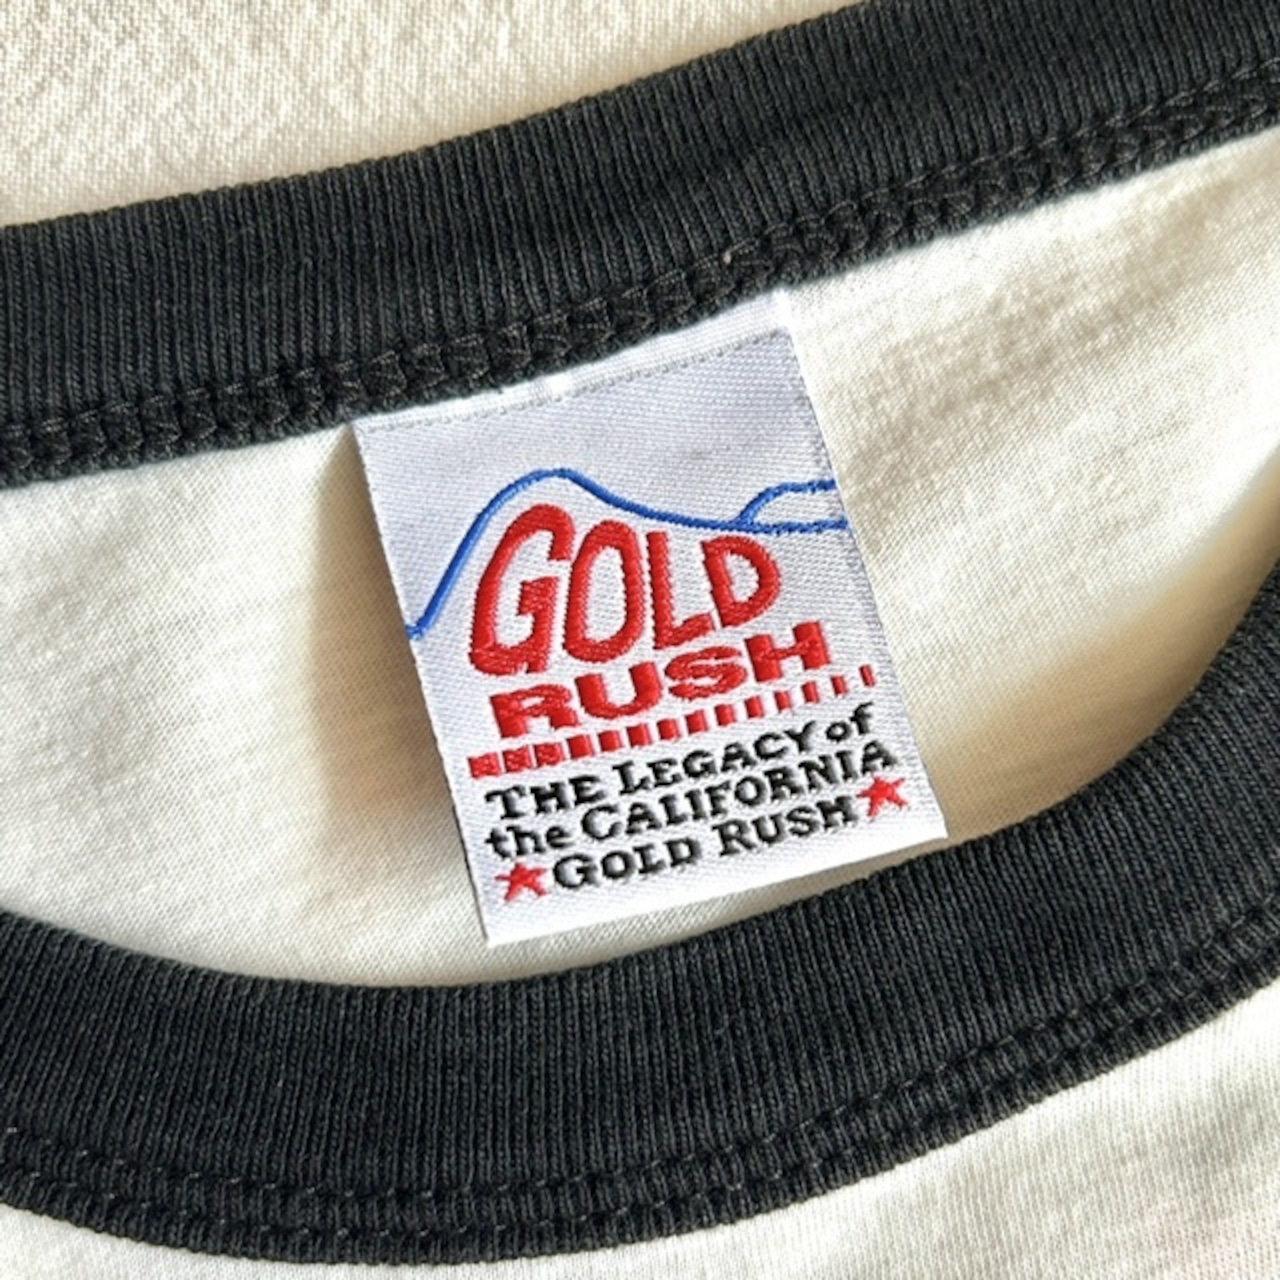 GOLD
RUSH
THE LEGACY of
the CALIFORNIA
GOLD RUSH